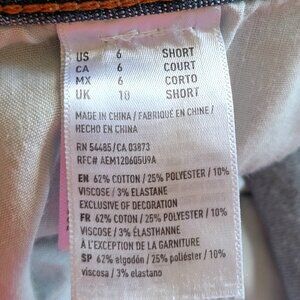 US 6 SHORT
CA 6 COURT
MX 6 CORTO
UK 10 SHORT
MADE IN CHINA / FABRIQUÉ EN CHINE /
HECHO EN CHINA
RN 54485/CA 03873
RFC# AEM120605U9A
EN 62% COTTON / 25% POLYESTER / 10%
VISCOSE / 3% ELASTANE
EXCLUSIVE OF DECORATION
FR 62% COTON / 25% POLYESTER / 10%
VISCOSE / 3% ÉLASTHANNE
À L'EXCEPTION DE LA GARNITURE
SP 62% algodón / 25% poliéster / 10%
viscosa / 3% elastano